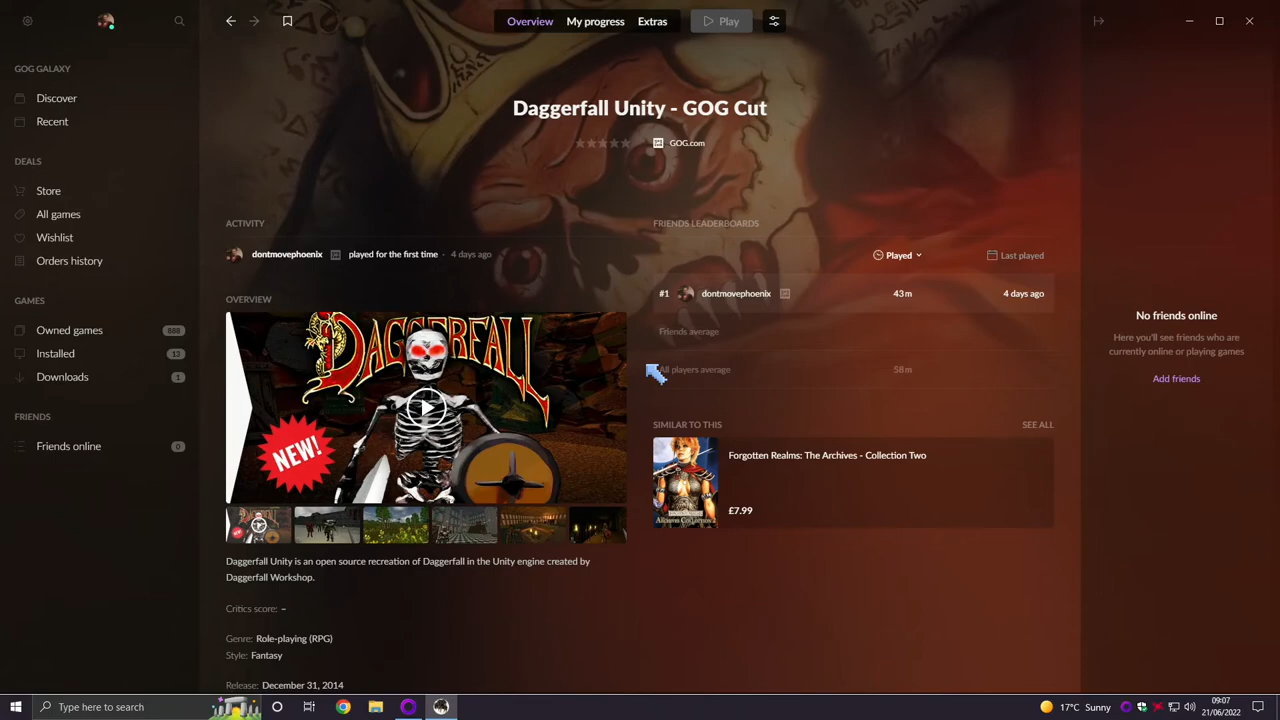 Overview
My progress
Extras
Play
GOG GALAXY
Discover
Recent
DEALS
Store
All games
Wishlist
Orders history
GAMES
Owned games 888
Installed 13
Downloads 1
FRIENDS
Friends online 0
Daggerfall Unity - GOG Cut
GOG.com
ACTIVITY
dontmovephoenix played for the first time · 4 days ago
OVERVIEW
DAGGERFALL
NEW!
Daggerfall Unity is an open source recreation of Daggerfall in the Unity engine created by
Daggerfall Workshop.
Critics score: –
Genre: Role-playing (RPG)
Style: Fantasy
Release: December 31, 2014
FRIENDS LEADERBOARDS
Played Last played
#1 dontmovephoenix 43 m 4 days ago
Friends average
All players average 58 m
SIMILAR TO THIS SEE ALL
Forgotten Realms: The Archives - Collection Two
£7.99
No friends online
Here you'll see friends who are
currently online or playing games
Add friends
Type here to search
17°C Sunny
09:07
21/06/2022